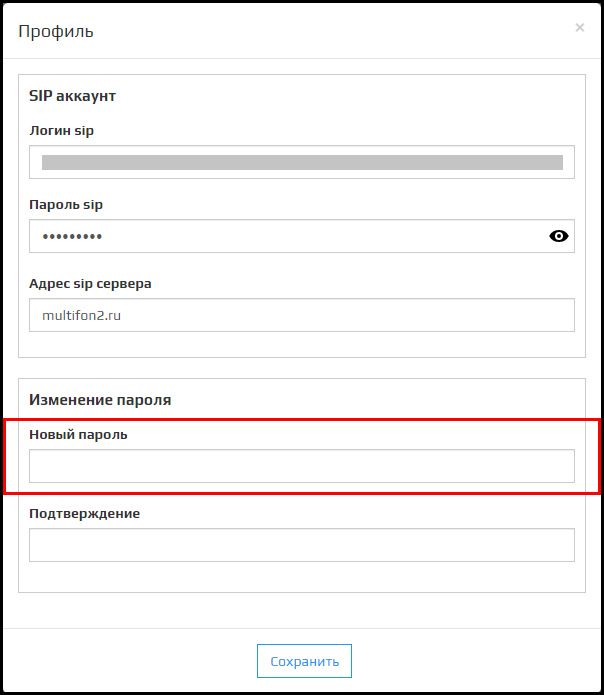 Профиль
SIP аккаунт
Логин sip
Пароль sip
•••••••••
Адрес sip сервера
multifon2.ru
Изменение пароля
Новый пароль
Подтверждение
Сохранить